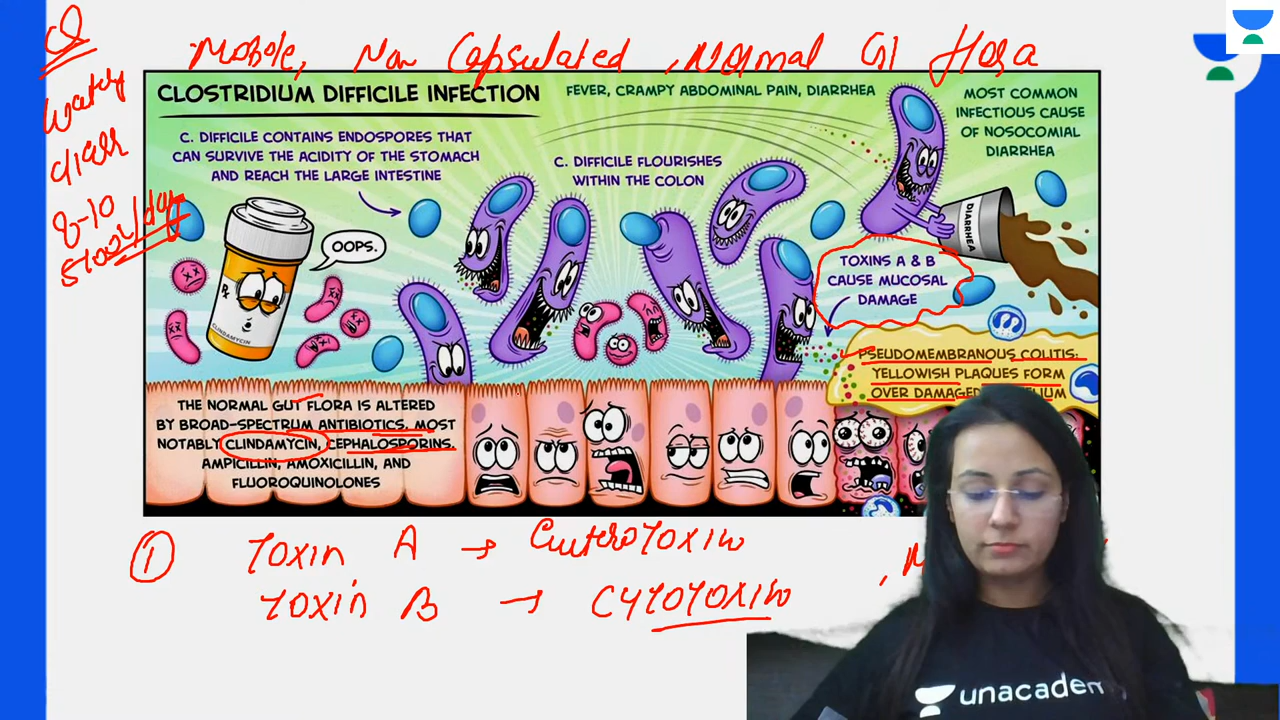 Motile, Non Capsulated, Normal GI flora
CLOSTRIDIUM DIFFICILE INFECTION
FEVER, CRAMPY ABDOMINAL PAIN, DIARRHEA
MOST COMMON
INFECTIOUS CAUSE
OF NOSOCOMIAL
DIARRHEA
C. DIFFICILE CONTAINS ENDOSPORES THAT
CAN SURVIVE THE ACIDITY OF THE STOMACH
AND REACH THE LARGE INTESTINE
C. DIFFICILE FLOURISHES
WITHIN THE COLON
watery
diarr
8-10
stool/day
OOPS.
Rx
CLINDAMYCIN
DIARRHEA
TOXINS A & B
CAUSE MUCOSAL
DAMAGE
PSEUDOMEMBRANOUS COLITIS:
YELLOWISH PLAQUES FORM
OVER DAMAGED
THE NORMAL GUT FLORA IS ALTERED
BY BROAD-SPECTRUM ANTIBIOTICS, MOST
NOTABLY CLINDAMYCIN, CEPHALOSPORINS,
AMPICILLIN, AMOXICILLIN, AND
FLUOROQUINOLONES
① Toxin A → Enterotoxin
Toxin B → Cytotoxin
unacadem